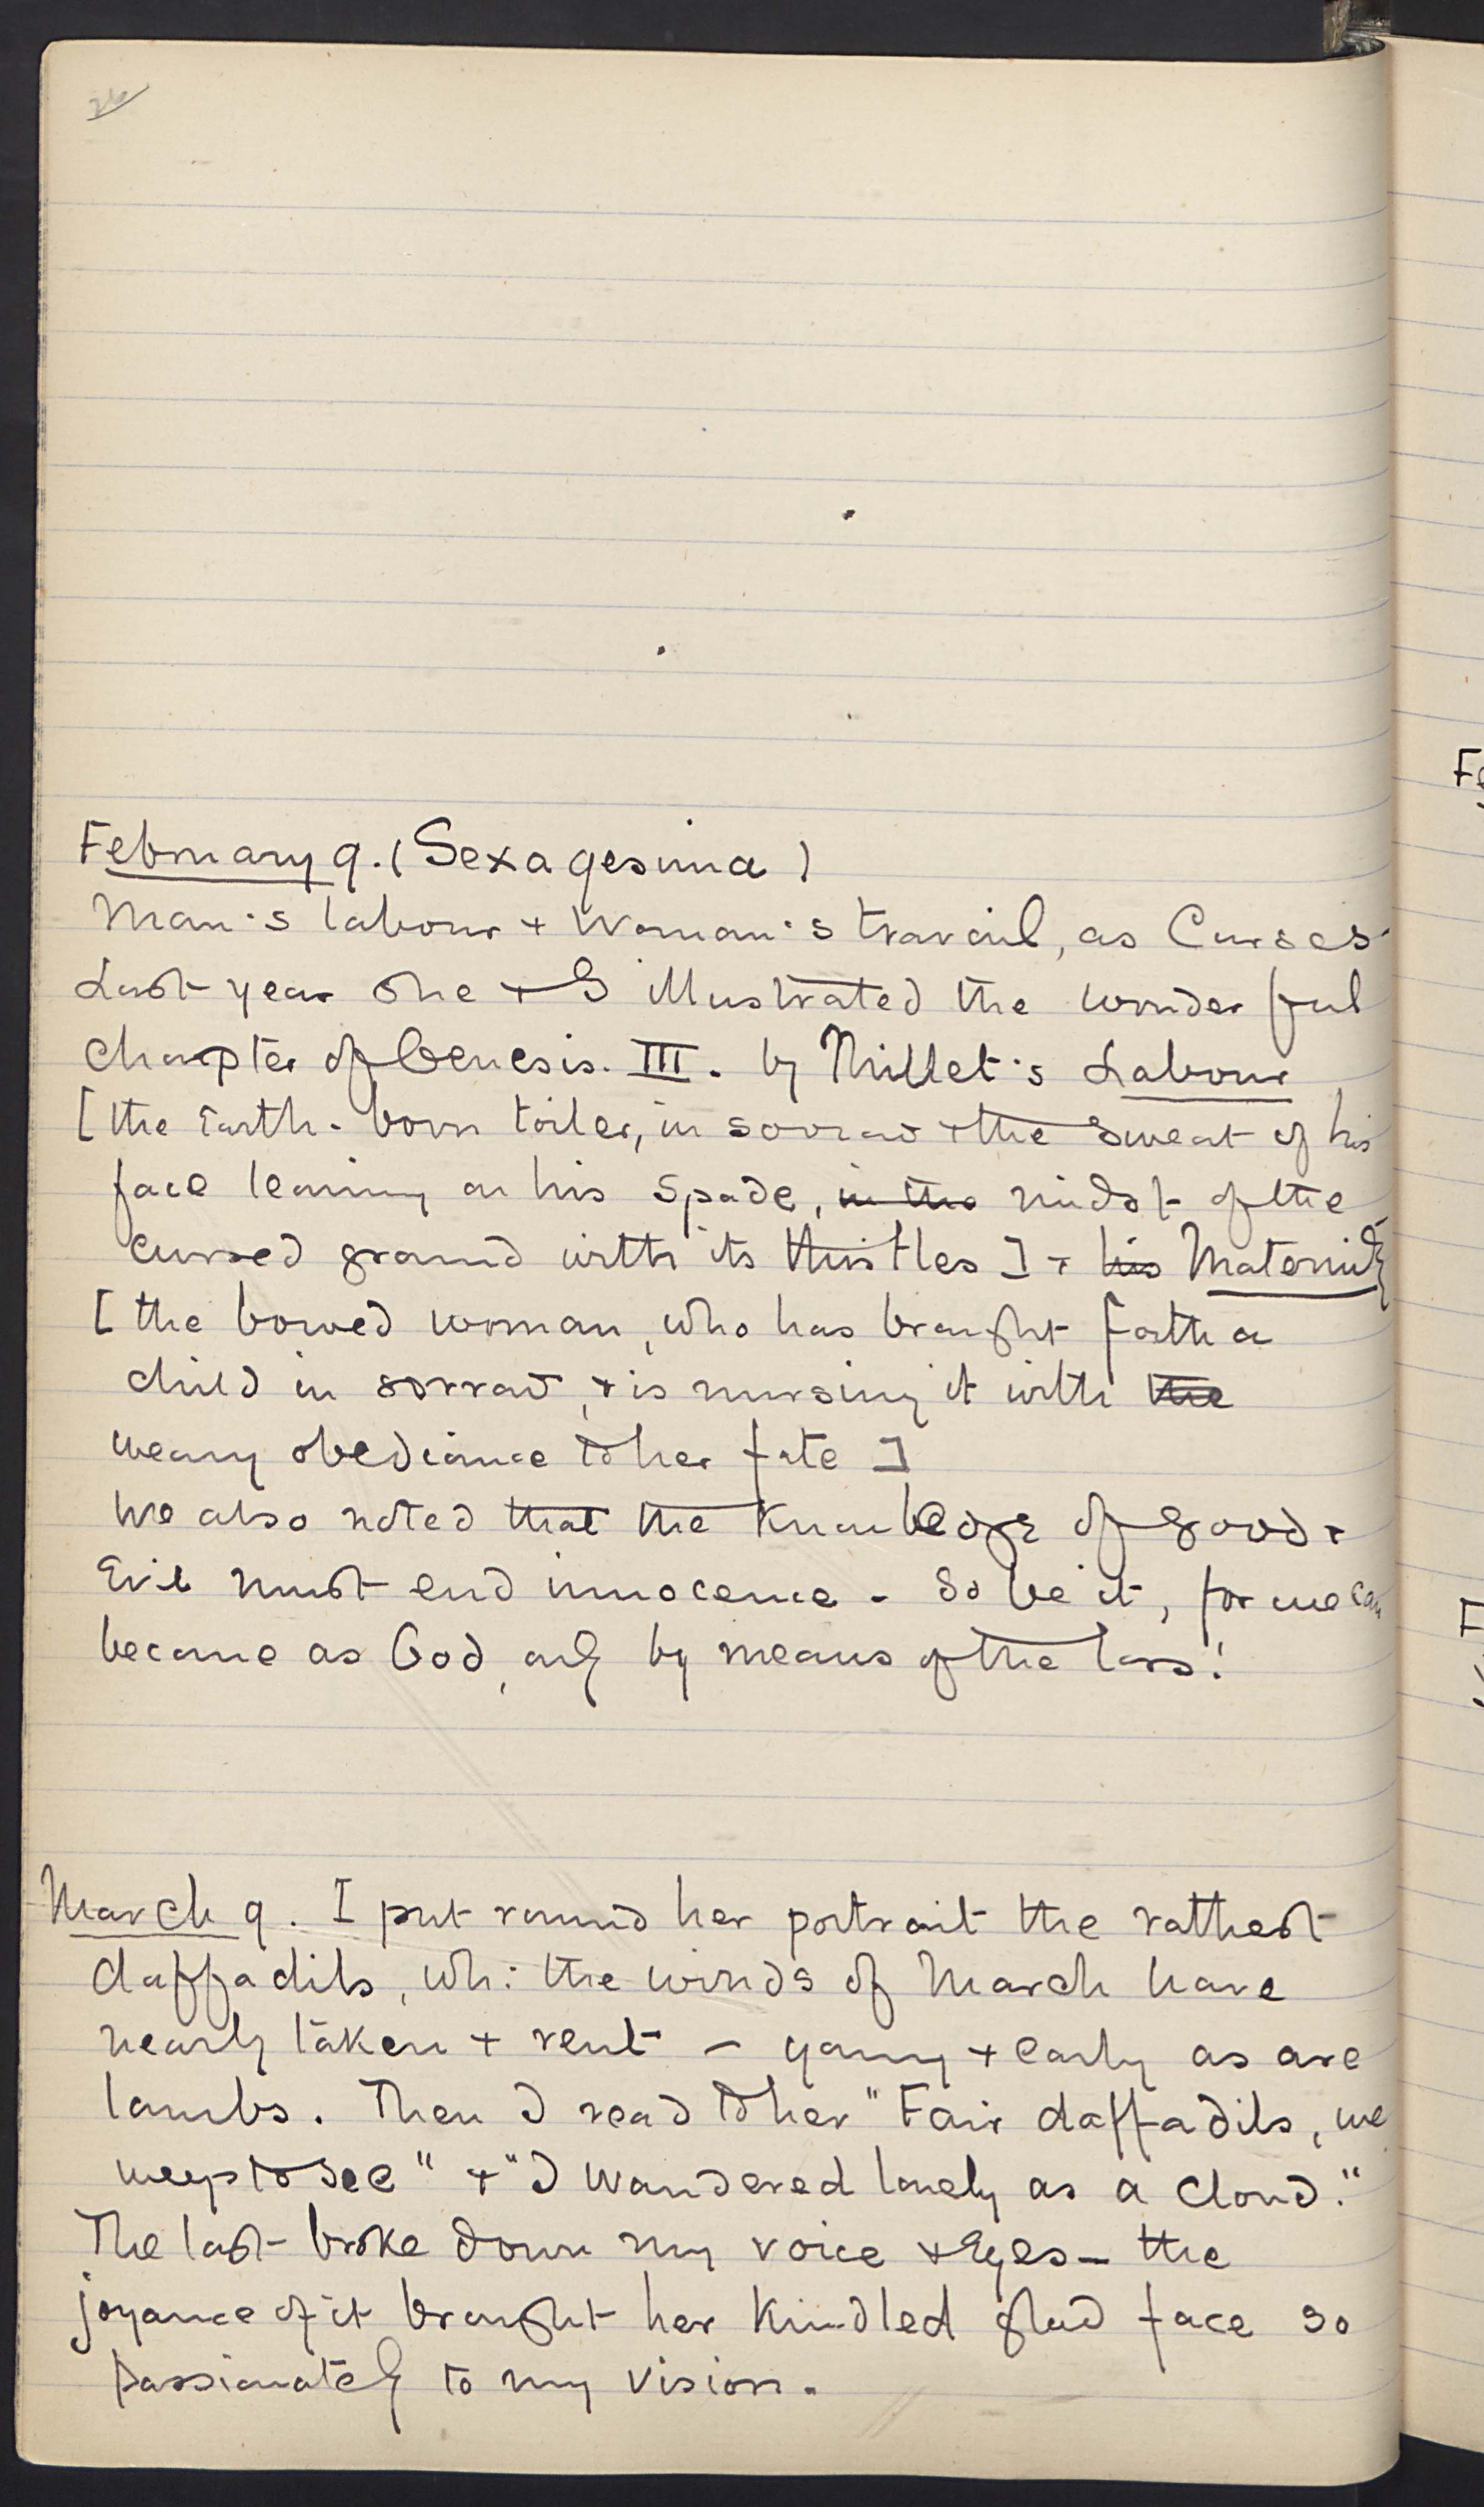 February 9. (Sexagesima)
Man's labour + Woman's travail, as Curses.
Last year she + I illustrated the wonderful
chapter of Genesis. III. by Millet's Labour
[the Earth-born toiler, in sorrow + the sweat of his
face leaning on his spade, in the midst of the
cursed ground with its thistles] + his Maternity
[the bowed woman, who has brought forth a
child in sorrow, + is nursing it with the
weary obedience to her fate]
We also noted that the Knowledge of Good +
Evil must end innocence - So be it, for we can
become as God, only by means of the loss!
March 9. I put round her portrait the rathest
daffadils, wh: the winds of March have
nearly taken + rent - young + early as are
lambs. Then I read to her "Fair daffadils, we
weep to see" + "I wandered lonely as a cloud."
The last broke down my voice + Eyes - the
joyance of it brought her kindled glad face so
passionately to my vision.